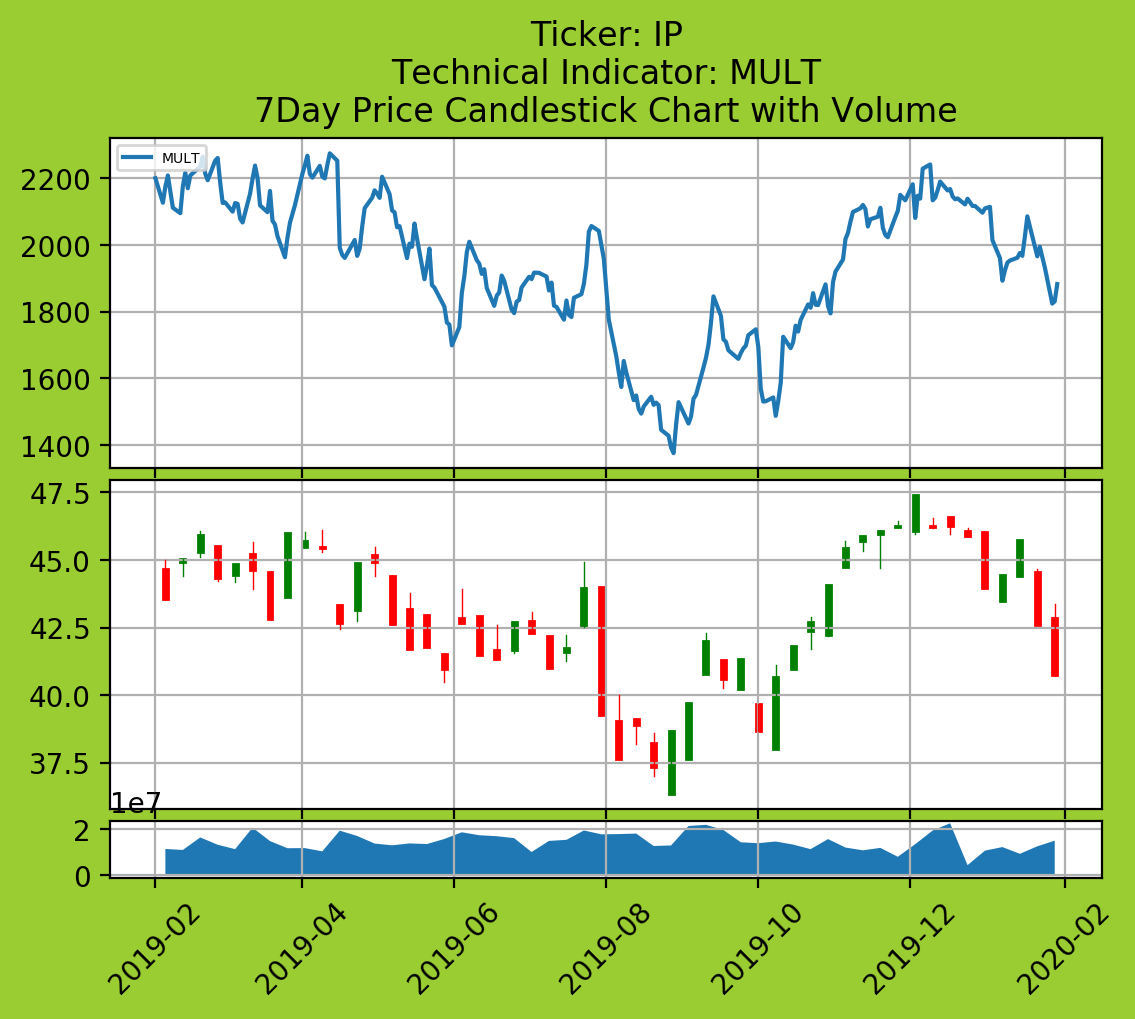 Ticker: IP
Technical Indicator: MULT
7Day Price Candlestick Chart with Volume
MULT
2200
2000
1800
1600
1400
47.5
45.0
42.5
40.0
37.5
1e7
2
0
2019-02 2019-04 2019-06 2019-08 2019-10 2019-12 2020-02